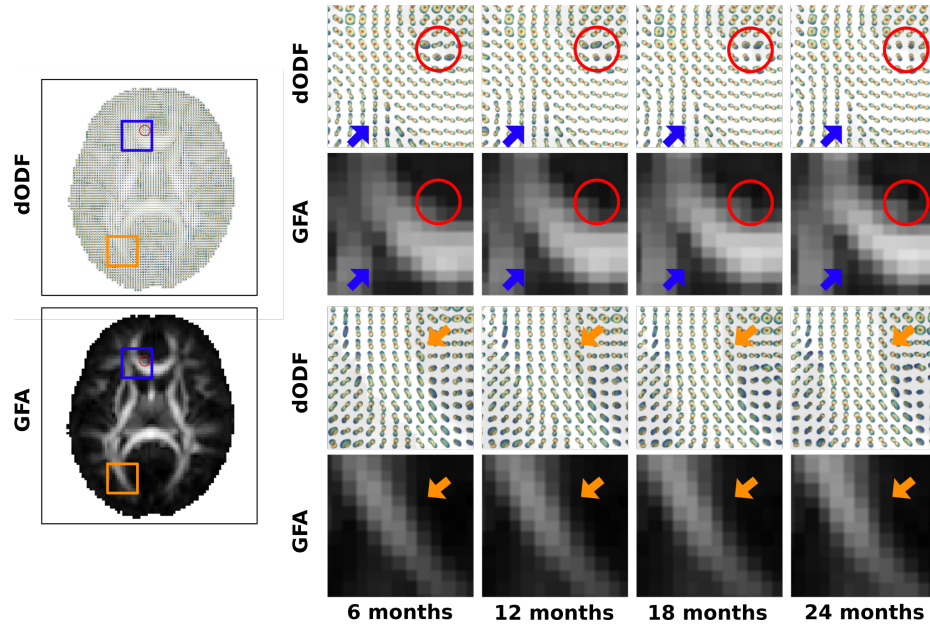 dODF
GFA
dODF
GFA
dODF
GFA
6 months
12 months
18 months
24 months